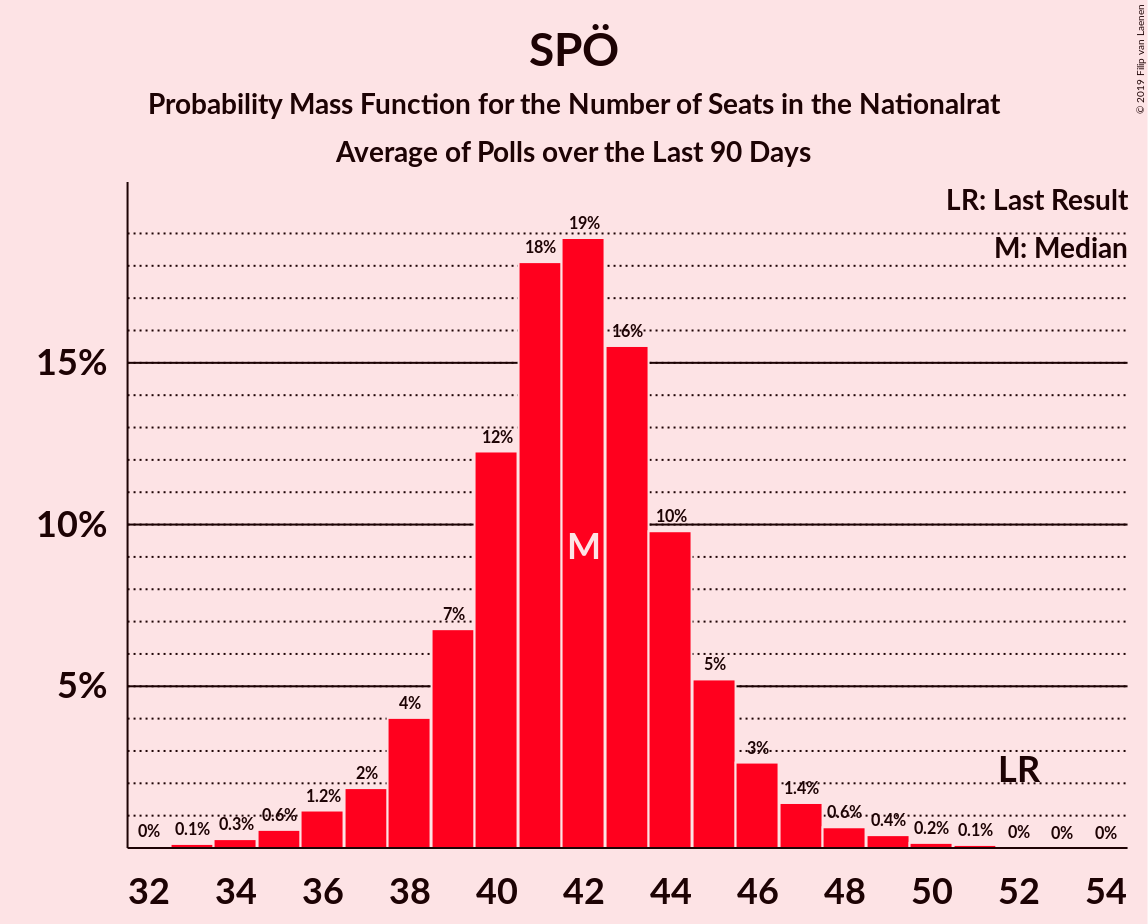 SPÖ
Probability Mass Function for the Number of Seats in the Nationalrat
Average of Polls over the Last 90 Days
© 2019 Filip van Laenen
LR: Last Result
M: Median
15%
10%
5%
0%
0.1%
0.3%
0.6%
1.2%
2%
4%
7%
12%
18%
19%
16%
10%
5%
3%
1.4%
0.6%
0.4%
0.2%
0.1%
0%
0%
0%
M
LR
32 34 36 38 40 42 44 46 48 50 52 54